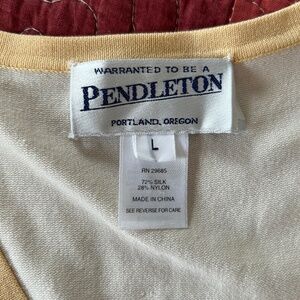 WARRANTED TO BE A
PENDLETON
PORTLAND, OREGON
L
RN 29685
72% SILK
28% NYLON
MADE IN CHINA
SEE REVERSE FOR CARE